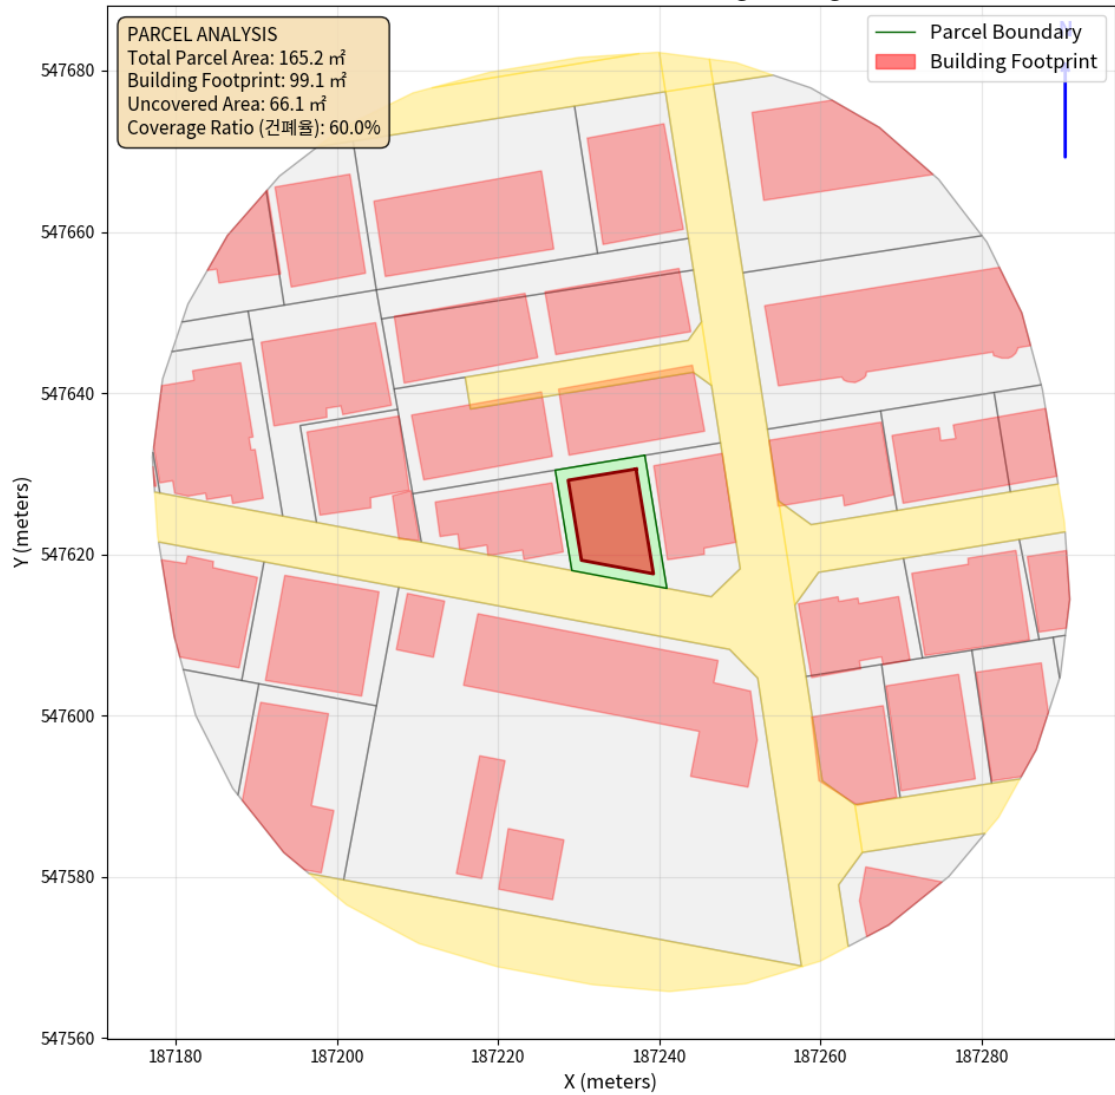 N
Parcel Boundary
Building Footprint
PARCEL ANALYSIS
Total Parcel Area: 165.2 ㎡
Building Footprint: 99.1 ㎡
Uncovered Area: 66.1 ㎡
Coverage Ratio (건폐율): 60.0%
547680
547660
547640
547620
547600
547580
547560
Y (meters)
187180 187200 187220 187240 187260 187280
X (meters)